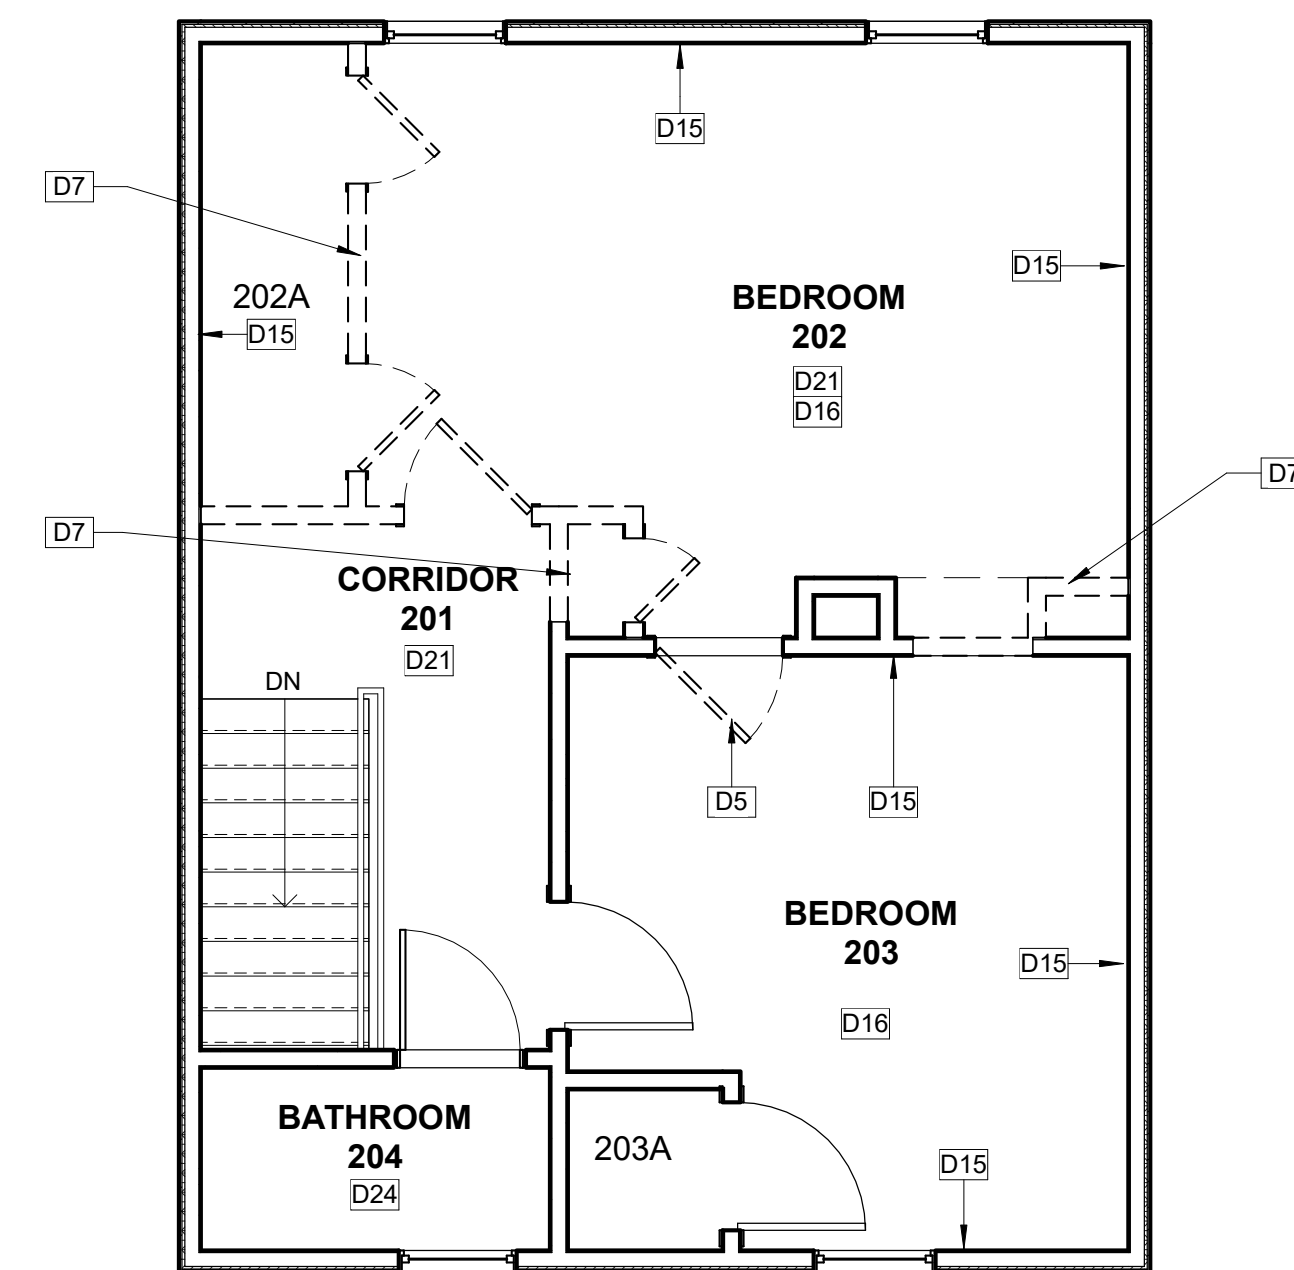 D15
D7
D15
202A
D15
BEDROOM
202
D21
D16
D7
D7
CORRIDOR
201
D21
DN
D5
D15
BEDROOM
203
D15
D16
BATHROOM
204
D24
203A
D15